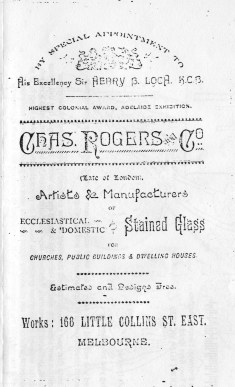 BY SPECIAL APPOINTMENT TO
His Excellency Sir HENRY B. LOCH. K.C.B.
HIGHEST COLONIAL AWARD, ADELAIDE EXHIBITION.
CHAS. ROGERS AND CO
(Late of London),
Artists & Manufacturers
OF
ECCLESIASTICAL & DOMESTIC Stained Glass
FOR
CHURCHES, PUBLIC BUILDINGS & DWELLING HOUSES.
Estimates and Designs Free.
Works: 166 LITTLE COLLINS ST. EAST.
MELBOURNE.